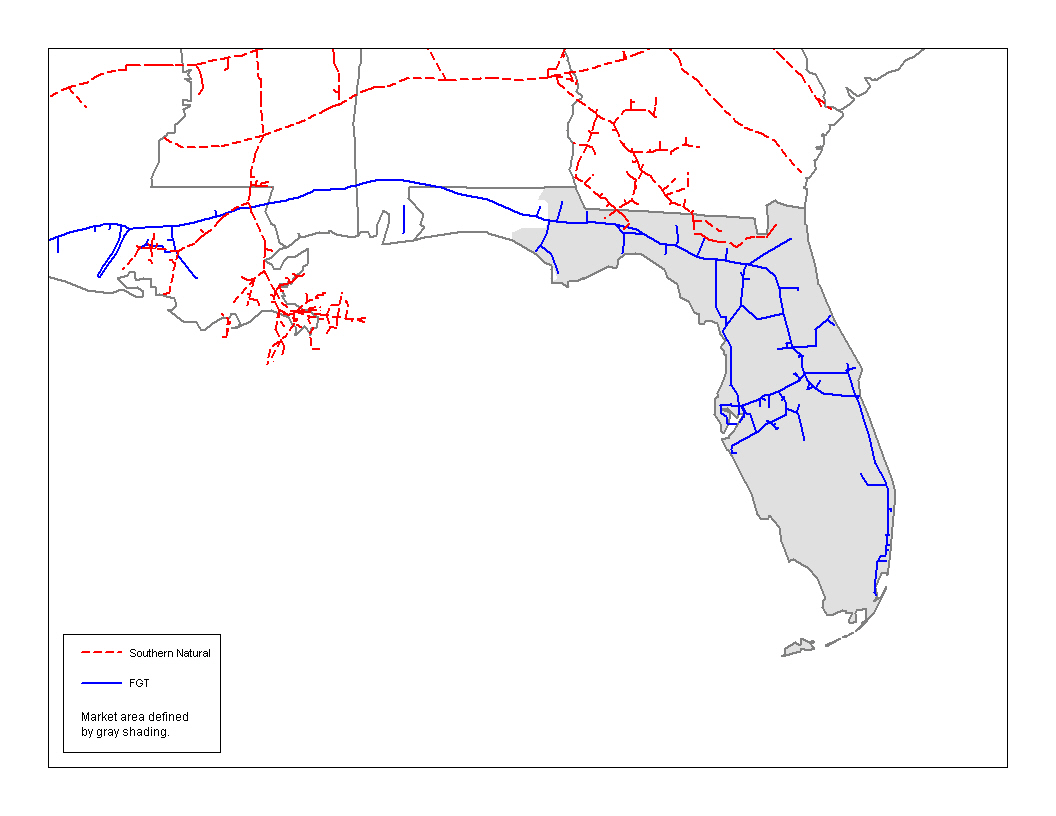 Southern Natural
FGT
Market area defined
by gray shading.